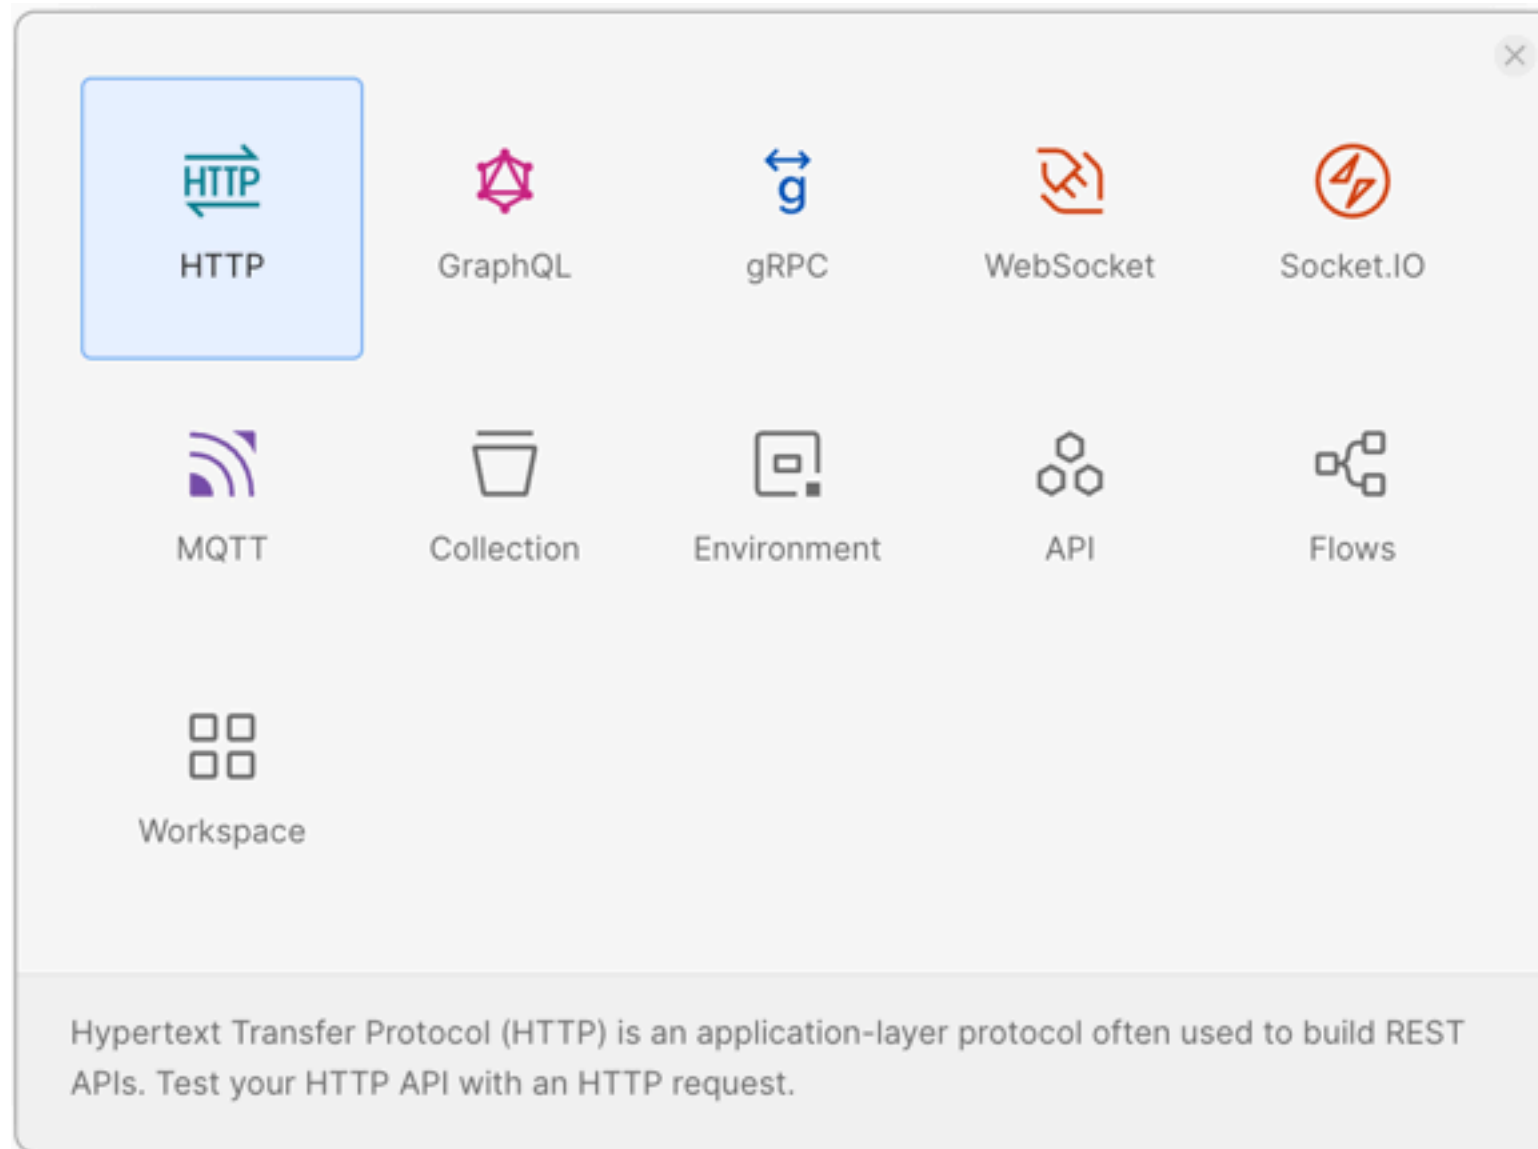 HTTP
HTTP
GraphQL
g
gRPC
WebSocket
Socket.IO
MQTT
Collection
Environment
API
Flows
Workspace
Hypertext Transfer Protocol (HTTP) is an application-layer protocol often used to build REST
APIs. Test your HTTP API with an HTTP request.